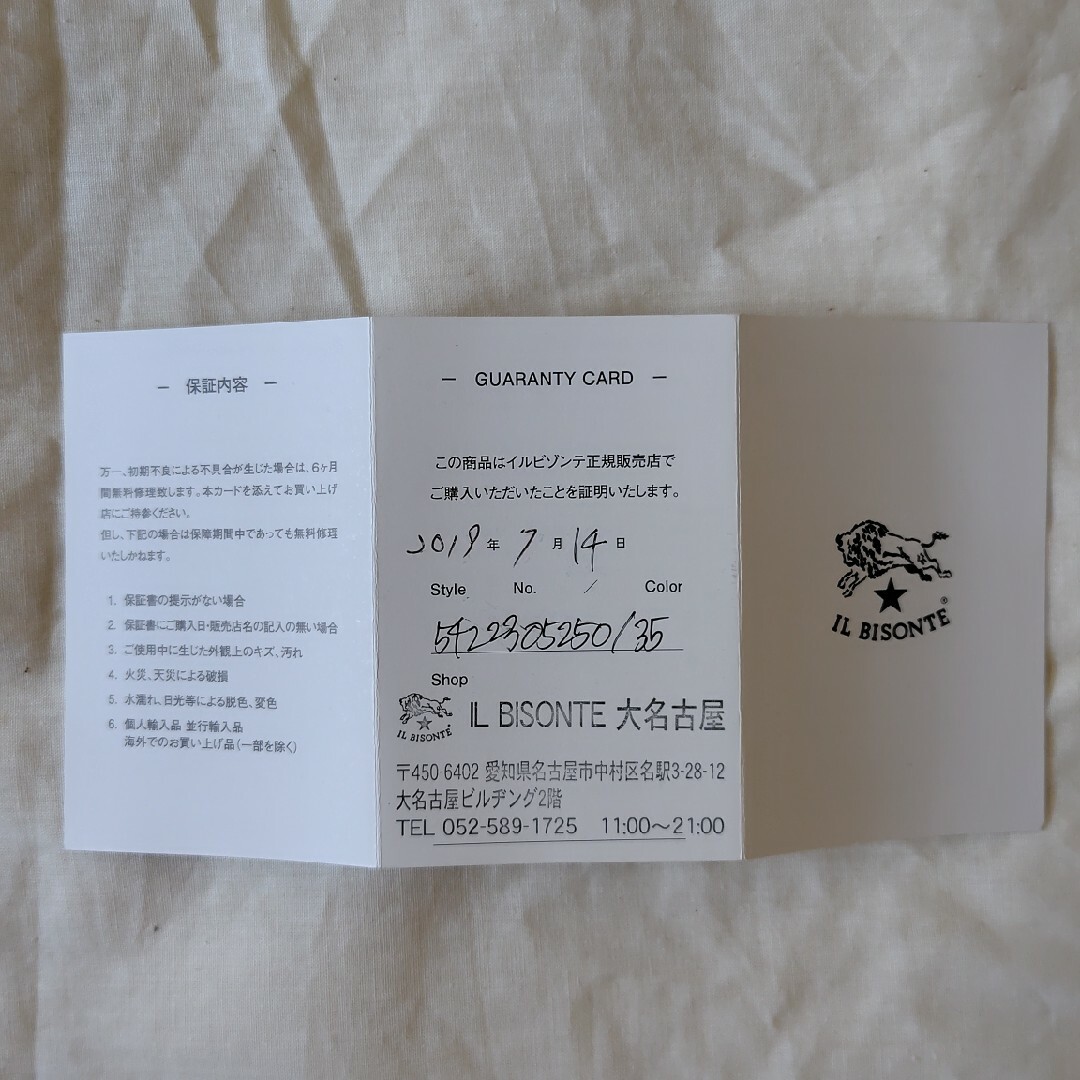 — 保証内容 —
万一、初期不良による不具合が生じた場合は、6ヶ月
間無料修理致します。本カードを添えてお買い上げ
店にご持参ください。
但し、下記の場合は保障期間中であっても無料修理
いたしかねます。
1. 保証書の提示がない場合
2. 保証書にご購入日・販売店名の記入の無い場合
3. ご使用中に生じた外観上のキズ、汚れ
4. 火災、天災による破損
5. 水濡れ、日光等による脱色、変色
6. 個人輸入品 並行輸入品
海外でのお買い上げ品(一部を除く)
— GUARANTY CARD —
この商品はイルビゾンテ正規販売店で
ご購入いただいたことを証明いたします。
2019年 7月 14日
Style No. / Color
5422305250/35
Shop
IL BISONTE
IL BISONTE 大名古屋
〒450 6402 愛知県名古屋市中村区名駅3-28-12
大名古屋ビルヂング2階
TEL 052-589-1725 11:00〜21:00
IL BISONTE®